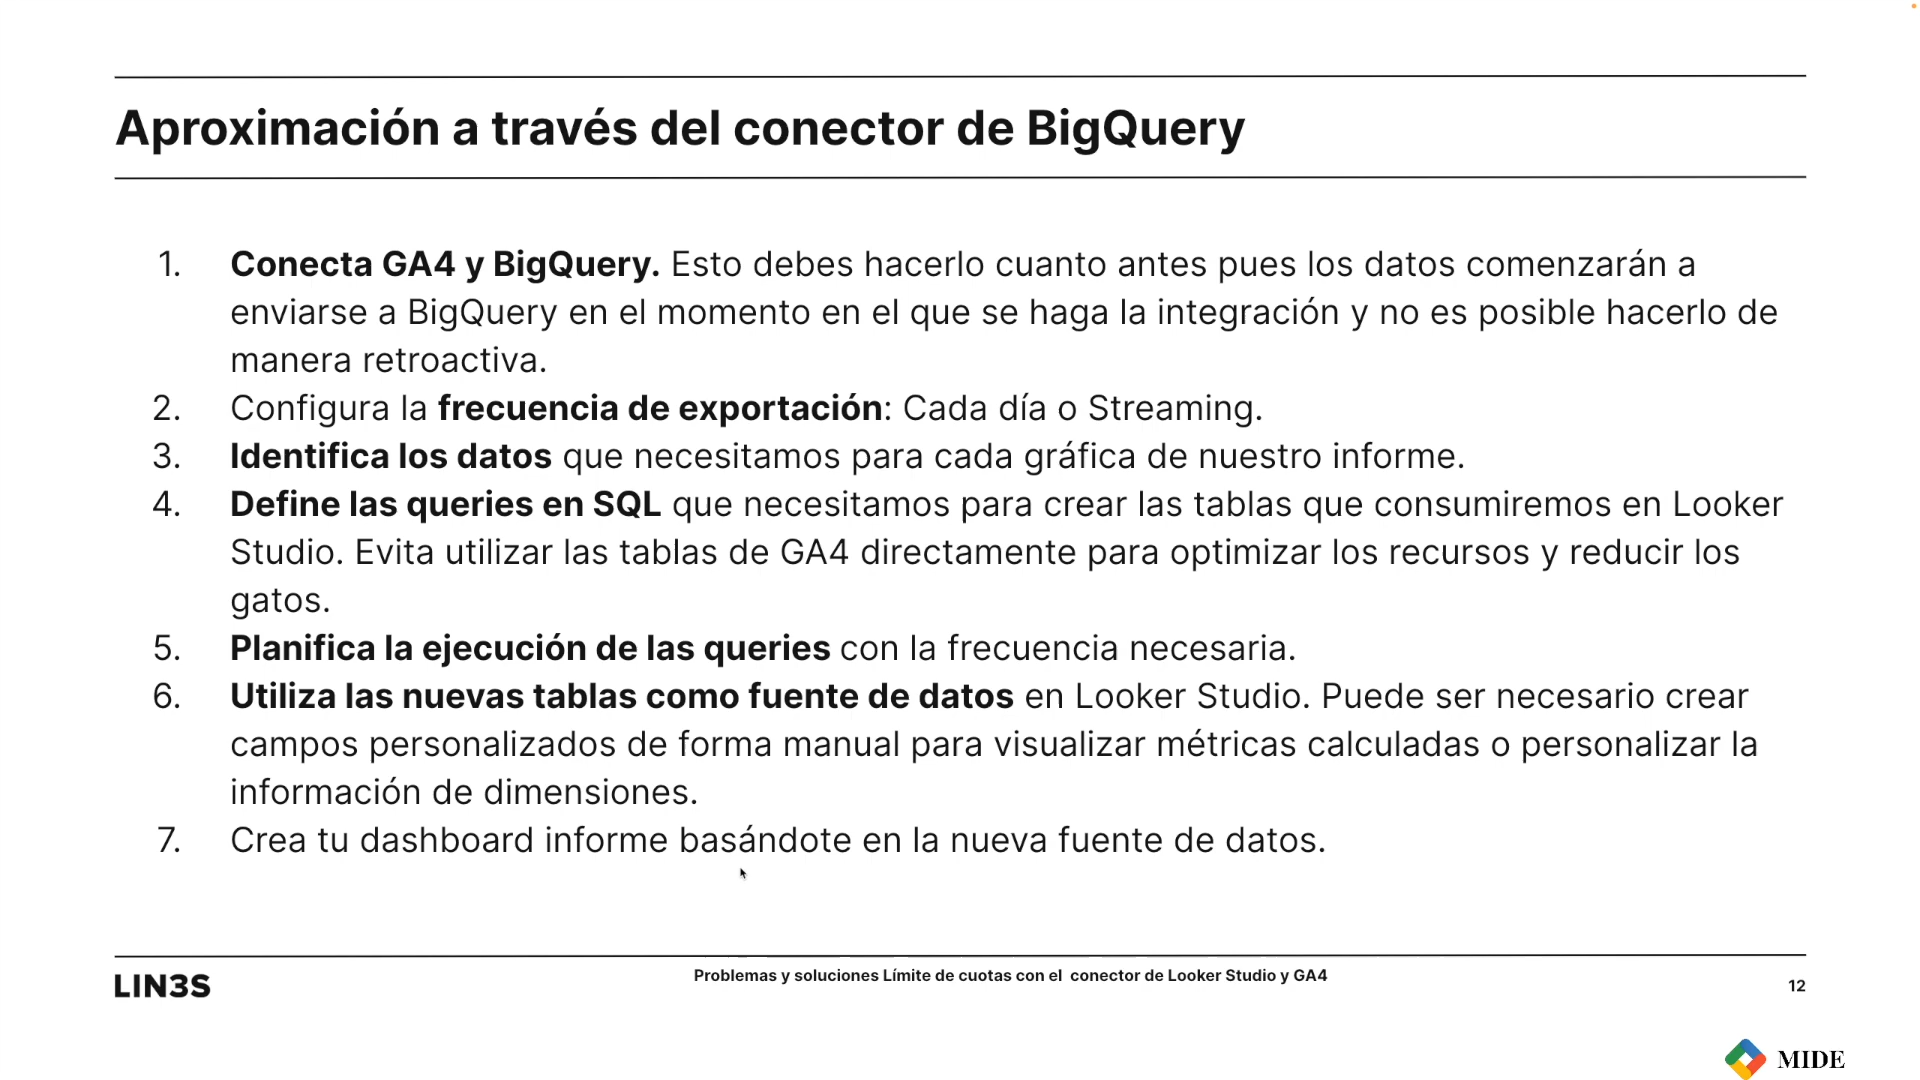 Aproximación a través del conector de BigQuery
1. Conecta GA4 y BigQuery. Esto debes hacerlo cuanto antes pues los datos comenzarán a
enviarse a BigQuery en el momento en el que se haga la integración y no es posible hacerlo de
manera retroactiva.
2. Configura la frecuencia de exportación: Cada día o Streaming.
3. Identifica los datos que necesitamos para cada gráfica de nuestro informe.
4. Define las queries en SQL que necesitamos para crear las tablas que consumiremos en Looker
Studio. Evita utilizar las tablas de GA4 directamente para optimizar los recursos y reducir los
gatos.
5. Planifica la ejecución de las queries con la frecuencia necesaria.
6. Utiliza las nuevas tablas como fuente de datos en Looker Studio. Puede ser necesario crear
campos personalizados de forma manual para visualizar métricas calculadas o personalizar la
información de dimensiones.
7. Crea tu dashboard informe basándote en la nueva fuente de datos.
LIN3S
Problemas y soluciones Límite de cuotas con el conector de Looker Studio y GA4
12
MIDE